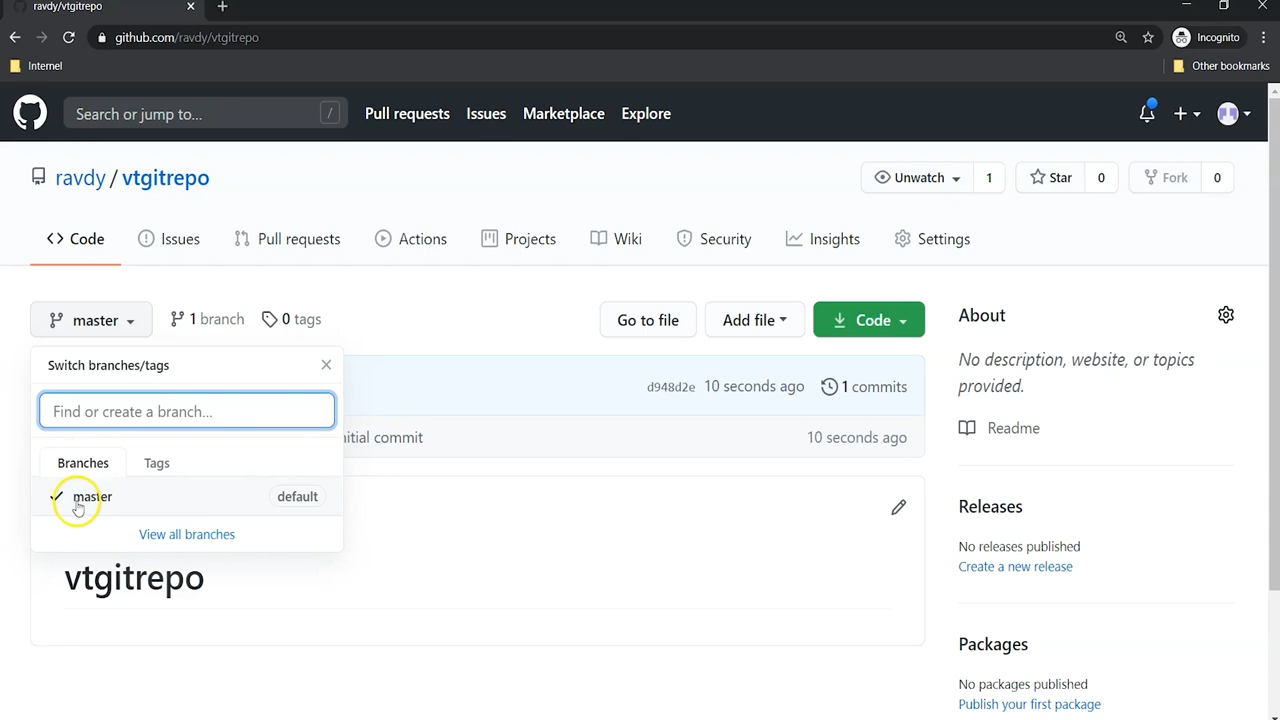 ravdy/vtgitrepo
github.com/ravdy/vtgitrepo
Incognito
Internet
Other bookmarks
Search or jump to...
/
Pull requests
Issues
Marketplace
Explore
ravdy / vtgitrepo
Unwatch
1
Star
0
Fork
0
Code
Issues
Pull requests
Actions
Projects
Wiki
Security
Insights
Settings
master
1 branch
0 tags
Go to file
Add file
Code
About
Switch branches/tags
No description, website, or topics
provided.
d948d2e 10 seconds ago
1 commits
Find or create a branch...
Readme
nitial commit
10 seconds ago
Branches
Tags
master
default
View all branches
Releases
No releases published
Create a new release
vtgitrepo
Packages
No packages published
Publish your first package